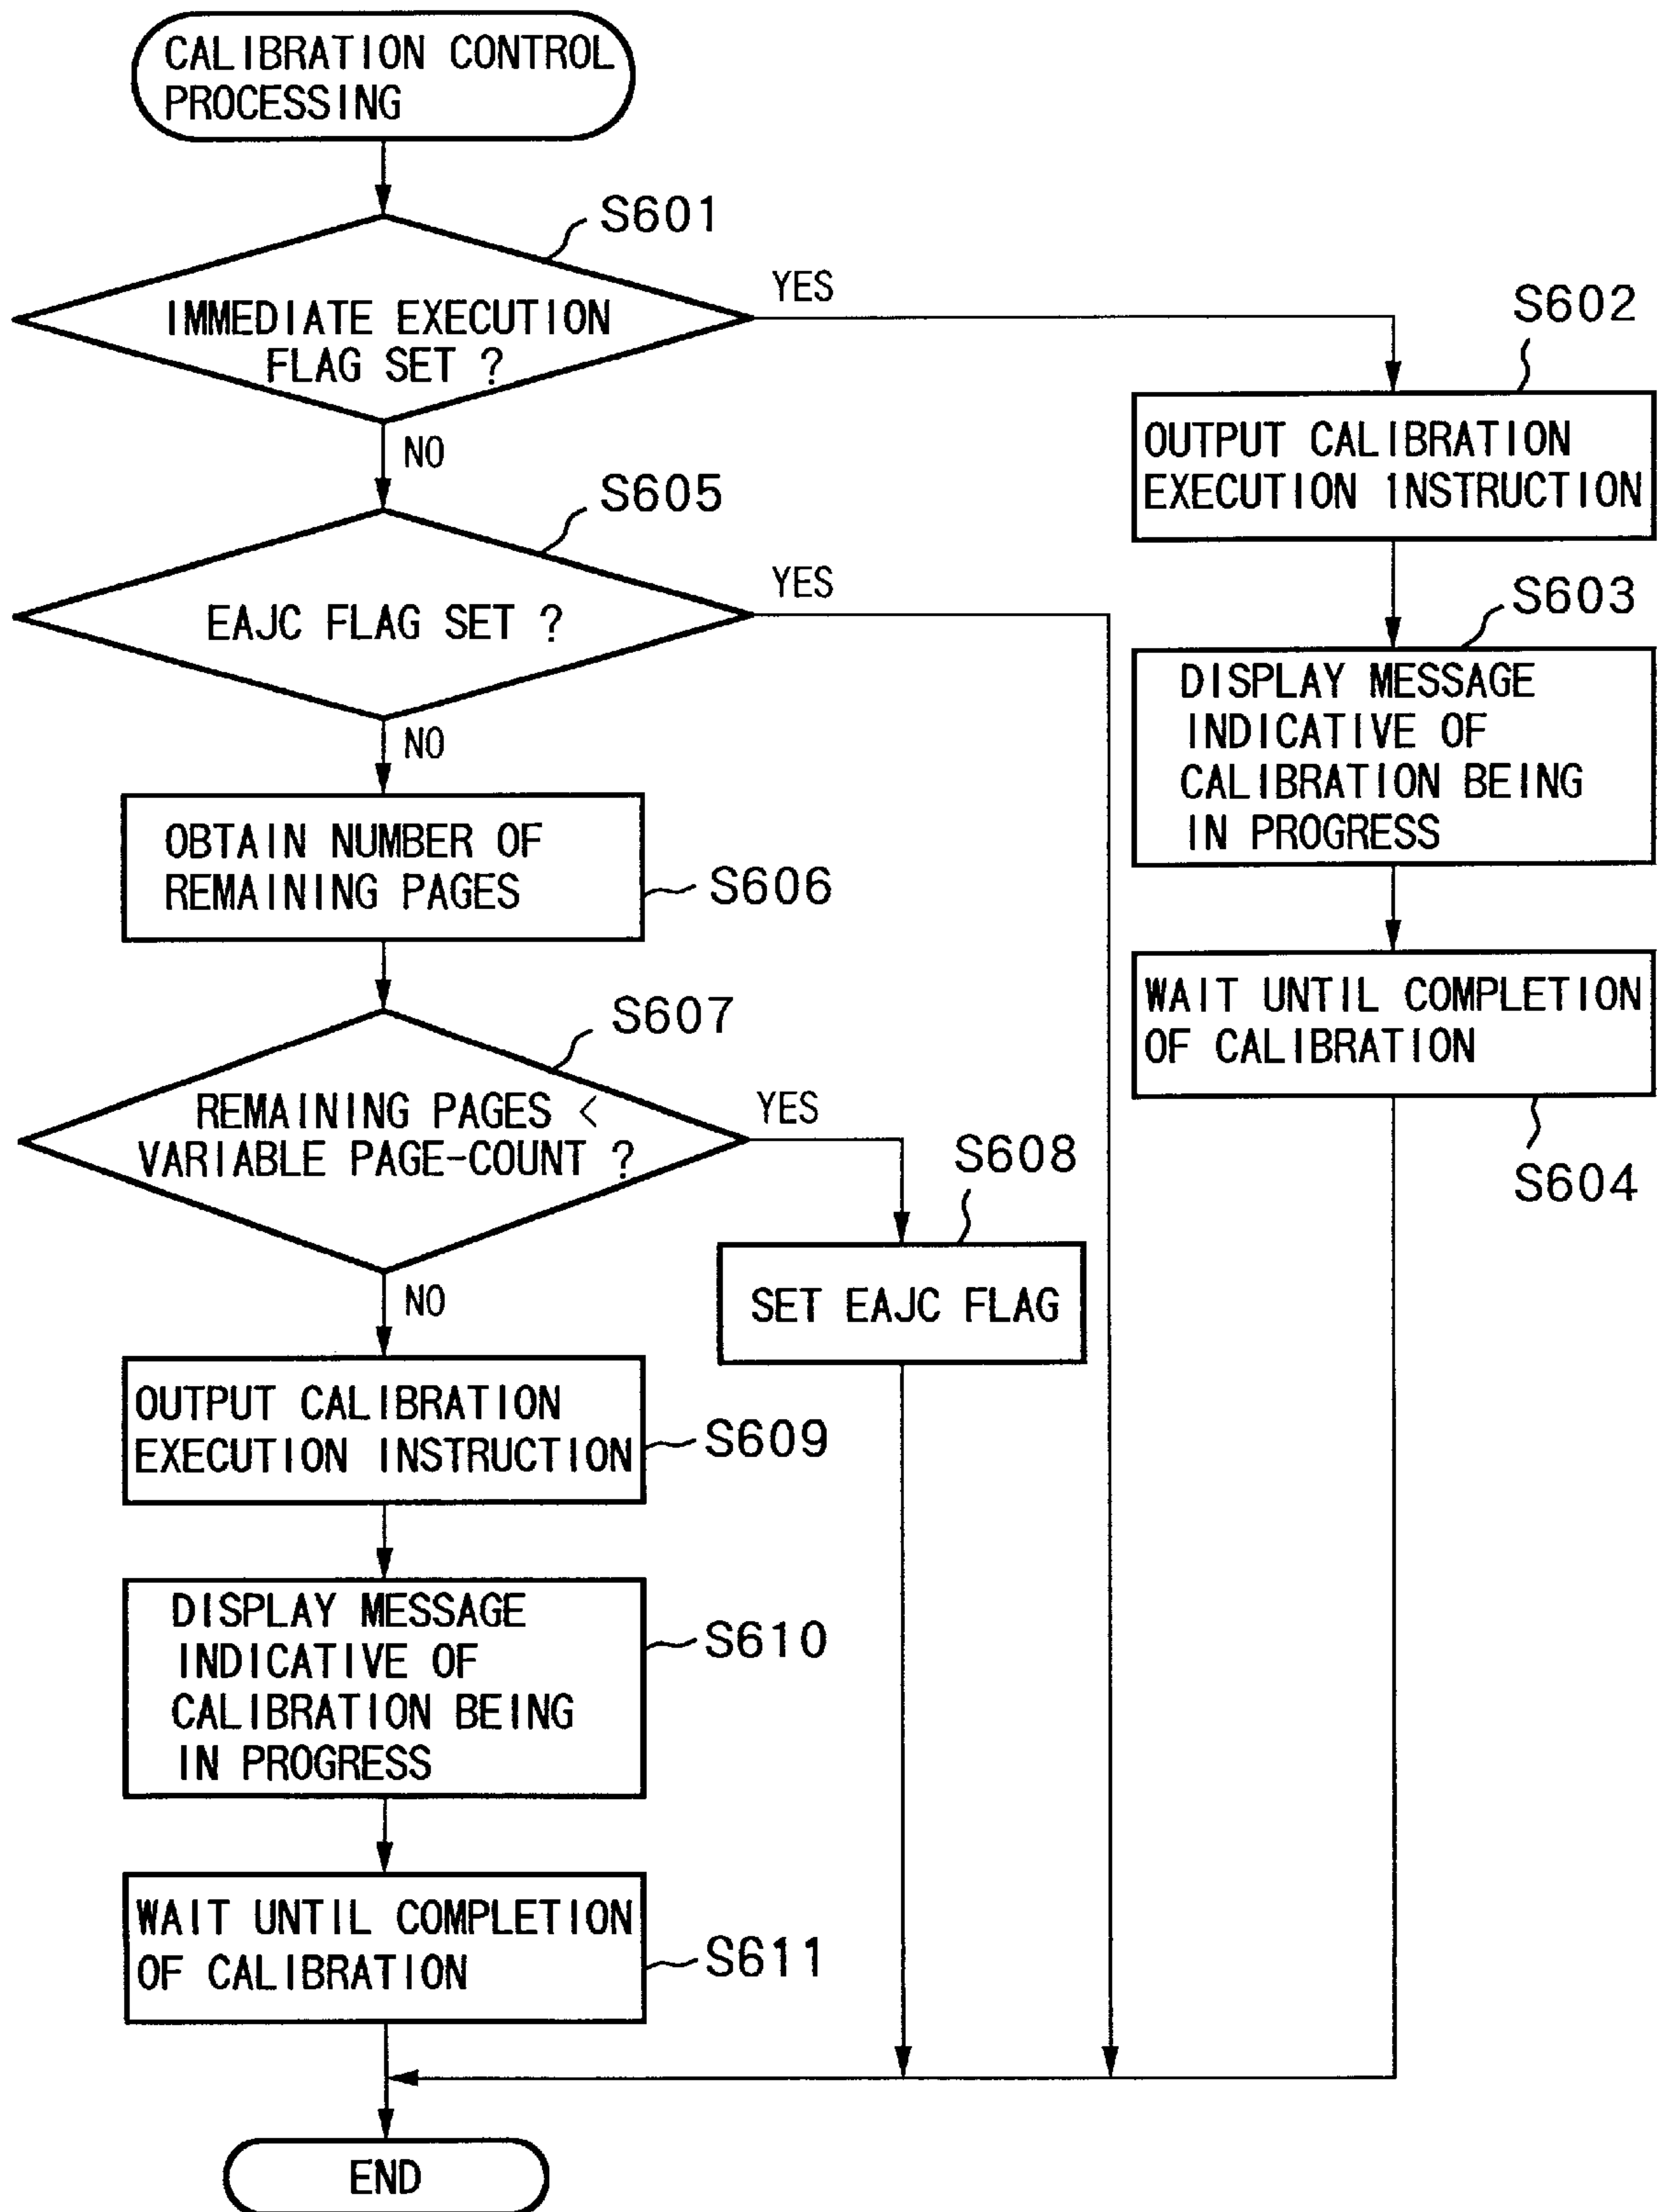 CALIBRATION CONTROL
PROCESSING
S601
IMMEDIATE EXECUTION
FLAG SET ?
YES
NO
S602
OUTPUT CALIBRATION
EXECUTION INSTRUCTION
S603
DISPLAY MESSAGE
INDICATIVE OF
CALIBRATION BEING
IN PROGRESS
WAIT UNTIL COMPLETION
OF CALIBRATION
S604
S605
EAJC FLAG SET ?
YES
NO
OBTAIN NUMBER OF
REMAINING PAGES
S606
S607
REMAINING PAGES <
VARIABLE PAGE-COUNT ?
YES
NO
S608
SET EAJC FLAG
OUTPUT CALIBRATION
EXECUTION INSTRUCTION
S609
DISPLAY MESSAGE
INDICATIVE OF
CALIBRATION BEING
IN PROGRESS
S610
WAIT UNTIL COMPLETION
OF CALIBRATION
S611
END